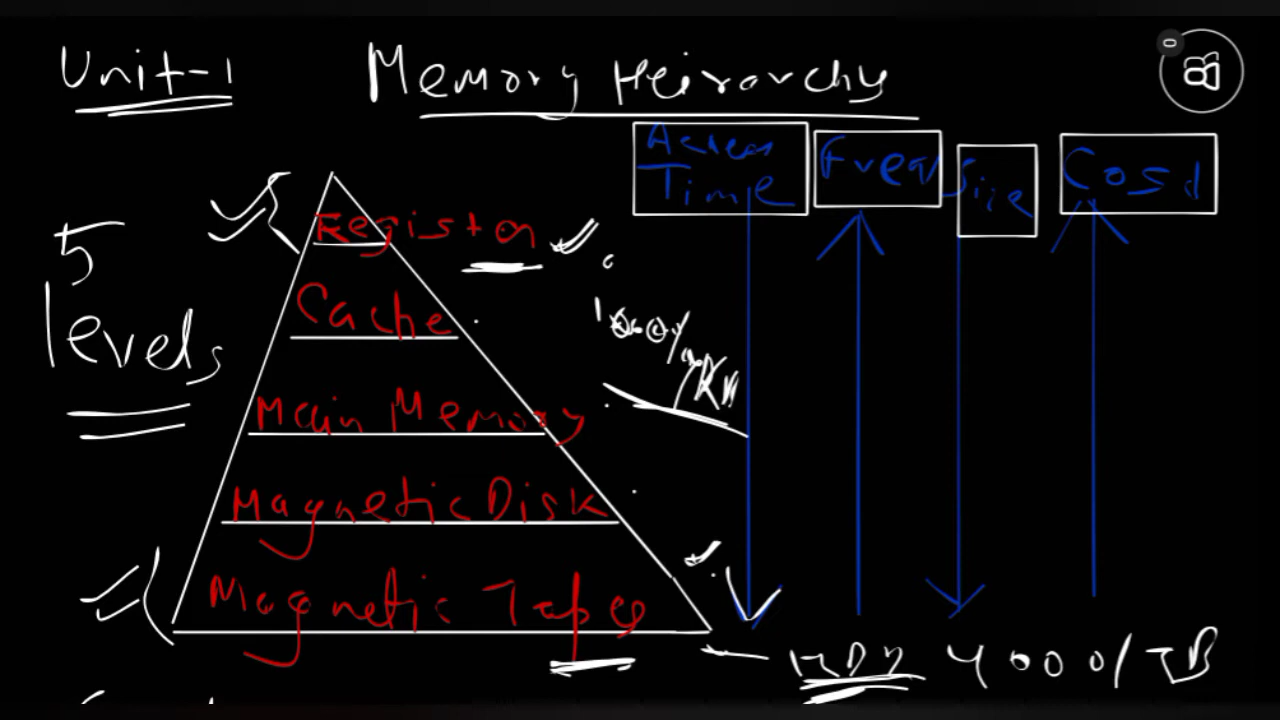 Unit-1 Memory Heirarchy
Access Time
Freq
Size
Cost
5 levels
Register
Cache
Main Memory
Magnetic Disk
Magnetic Tape
HDD 4000/TB